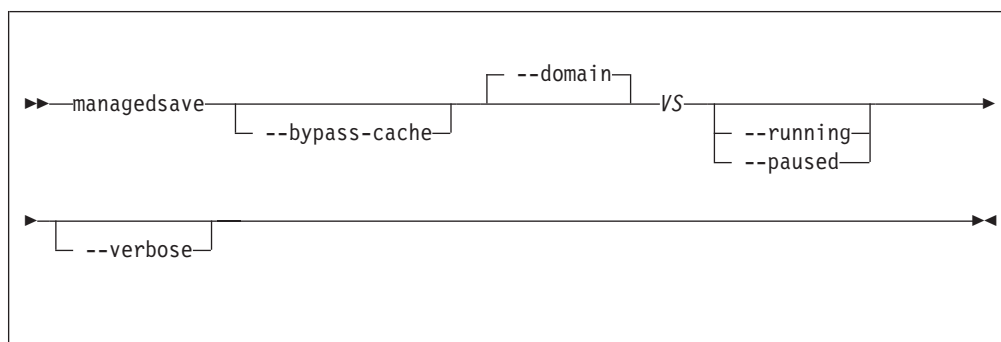 --domain
managedsave VS
--bypass-cache --running
--paused
--verbose